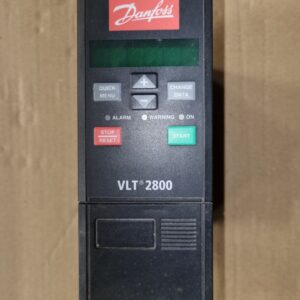 Danfoss
QUICK
MENU
+
CHANGE
DATA
−
ALARM WARNING ON
STOP
RESET
START
VLT® 2800